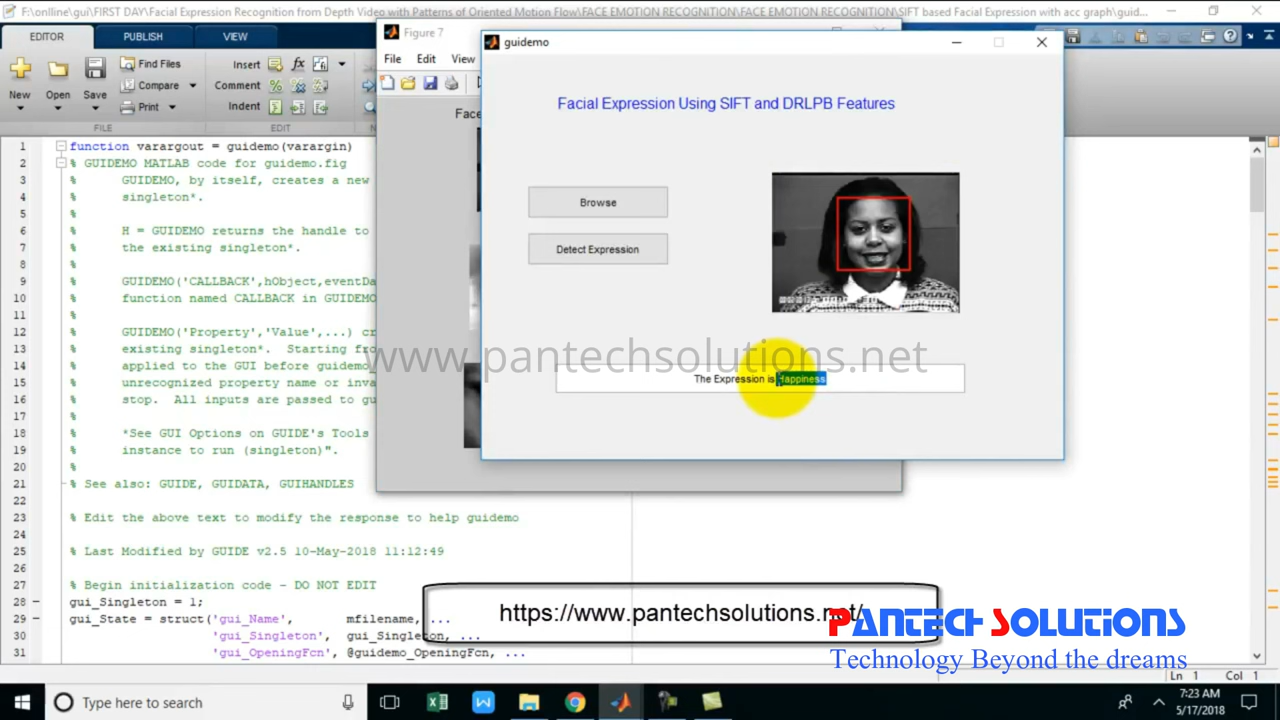 F:\onlline\gui\FIRST DAY\Facial Expression Recognition from Depth Video with Patterns of Oriented Motion Flow\FACE EMOTION RECOGNITION\FACE EMOTION RECOGNITION\SIFT based Facial Expression with acc graph\guid...
EDITOR PUBLISH VIEW
New Open Save
Find Files
Compare
Print
Insert
Comment
Indent
FILE EDIT
Figure 7
File Edit View
Face
guidemo
Facial Expression Using SIFT and DRLPB Features
Browse
Detect Expression
The Expression is Happiness
www.pantechsolutions.net
1 function varargout = guidemo(varargin)
2 % GUIDEMO MATLAB code for guidemo.fig
3 % GUIDEMO, by itself, creates a new
4 % singleton*.
5 %
6 % H = GUIDEMO returns the handle to
7 % the existing singleton*.
8 %
9 % GUIDEMO('CALLBACK',hObject,eventDa
10 % function named CALLBACK in GUIDEMO
11 %
12 % GUIDEMO('Property','Value',...) cr
13 % existing singleton*. Starting fro
14 % applied to the GUI before guidemo_
15 % unrecognized property name or inva
16 % stop. All inputs are passed to gu
17 %
18 % *See GUI Options on GUIDE's Tools
19 % instance to run (singleton)".
20 %
21 % See also: GUIDE, GUIDATA, GUIHANDLES
22
23 % Edit the above text to modify the response to help guidemo
24
25 % Last Modified by GUIDE v2.5 10-May-2018 11:12:49
26
27 % Begin initialization code - DO NOT EDIT
28 gui_Singleton = 1;
29 gui_State = struct('gui_Name', mfilename, ...
30 'gui_Singleton', gui_Singleton, ...
31 'gui_OpeningFcn', @guidemo_OpeningFcn, ...
https://www.pantechsolutions.net/
Pantech Solutions
Technology Beyond the dreams
Ln 1 Col 1
Type here to search
7:23 AM
5/17/2018